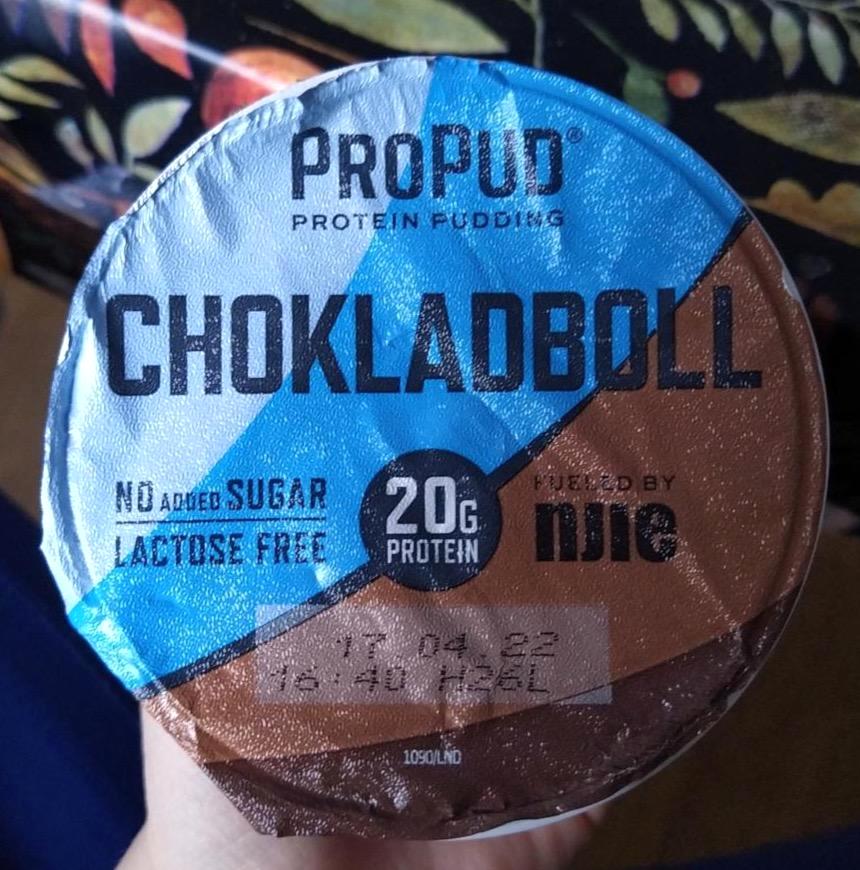 PROPUD®
PROTEIN PUDDING
CHOKLADBOLL
NO ADDED SUGAR
LACTOSE FREE
20G
PROTEIN
FUELLED BY
njie
17 04.22
16:40 H26L
1090/LND